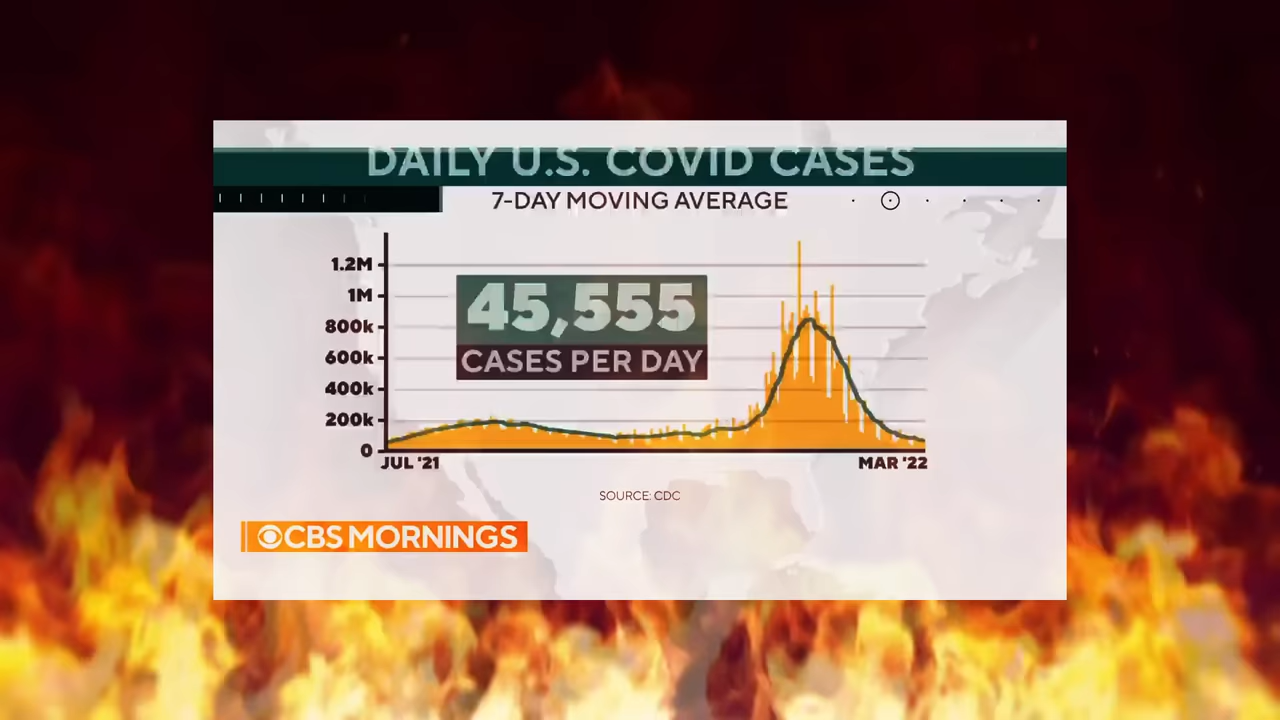 DAILY U.S. COVID CASES
7-DAY MOVING AVERAGE
1.2M
1M
800k
600k
400k
200k
0
45,555
CASES PER DAY
JUL '21
MAR '22
SOURCE: CDC
CBS MORNINGS